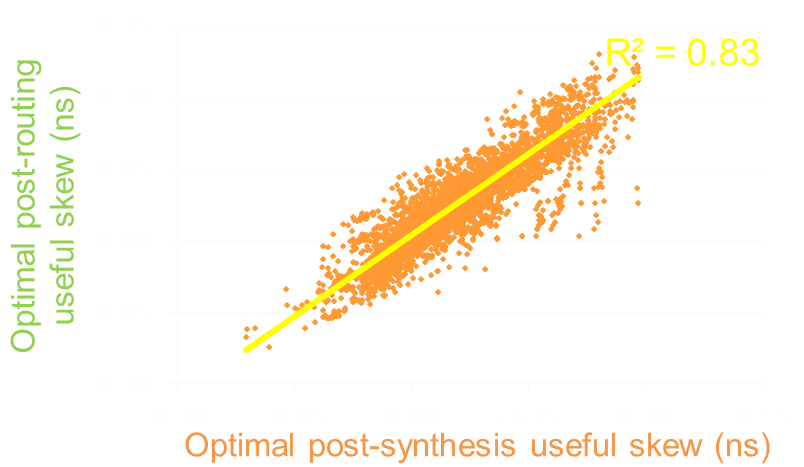 R² = 0.83
Optimal post-routing
useful skew (ns)
Optimal post-synthesis useful skew (ns)